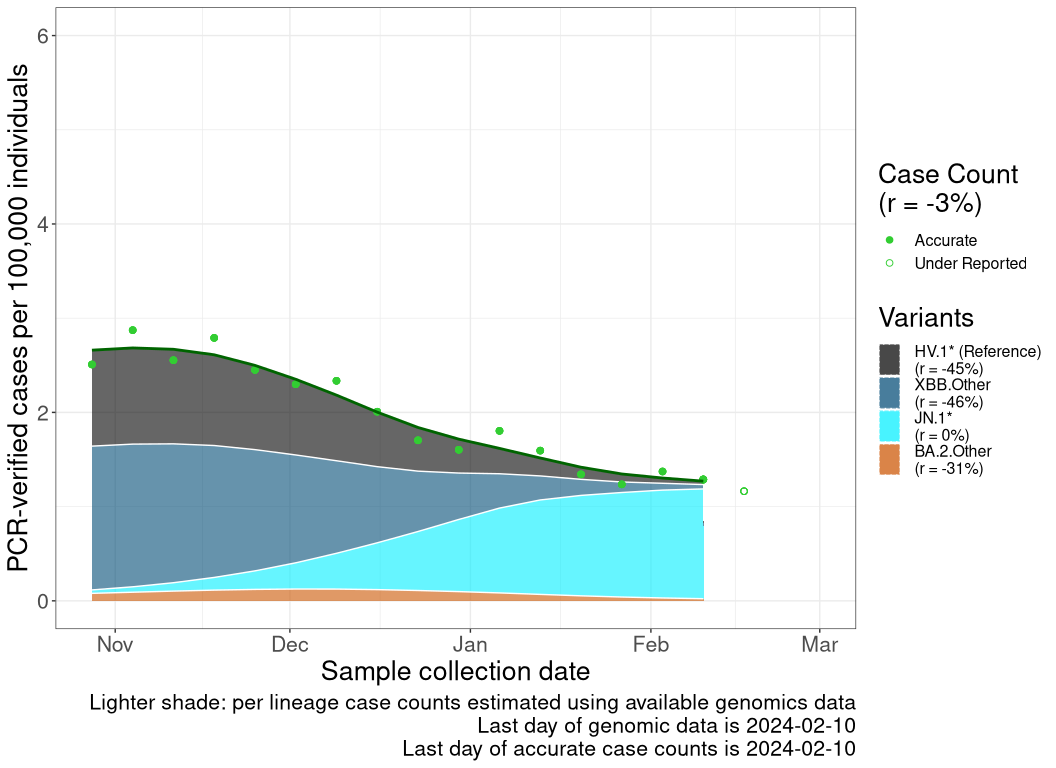 PCR-verified cases per 100,000 individuals
6
4
2
0
Nov Dec Jan Feb Mar
Sample collection date
Lighter shade: per lineage case counts estimated using available genomics data
Last day of genomic data is 2024-02-10
Last day of accurate case counts is 2024-02-10
Case Count
(r = -3%)
Accurate
Under Reported
Variants
HV.1* (Reference)
(r = -45%)
XBB.Other
(r = -46%)
JN.1*
(r = 0%)
BA.2.Other
(r = -31%)